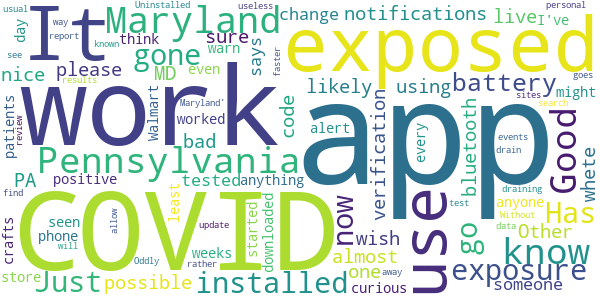 usual
way
Uninstalled
useless
report
known
faster
think
day
see
It
Maryland
gone
sure
says
warn
nice
please
MD
even
results
patients
review
work
Maryland'
Walmart
worked
code
bad
Pennsylvania
PA
positive
tested
anything
find
COVID
crafts
seen
phone
least
started
downloaded
now
wish
allow
update
will
Oddly
weeks
rather
away
almost
one
store
Just
possible
installed
curious
change
notifications
live
I've
personal
exposed
goes
likely
using
battery
might
sites
search
app
alert
verification
every
bluetooth
Good
events
drain
draining
whete
anyone
Without
Has
test
data
Other
use
go
know
exposure
someone